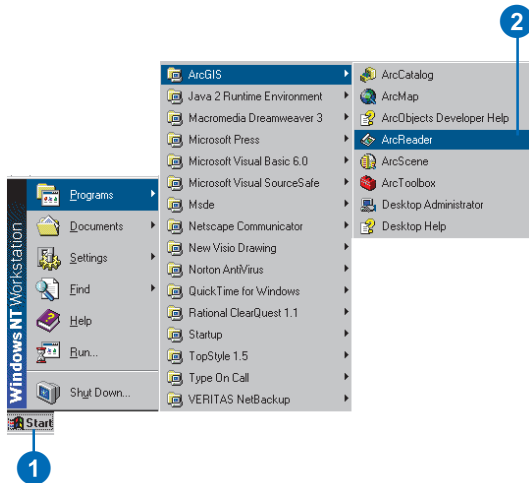 2
ArcGIS
Java 2 Runtime Environment
Macromedia Dreamweaver 3
Microsoft Press
Microsoft Visual Basic 6.0
Microsoft Visual SourceSafe
Msde
Netscape Communicator
New Visio Drawing
Norton AntiVirus
QuickTime for Windows
Rational ClearQuest 1.1
Startup
TopStyle 1.5
Type On Call
VERITAS NetBackup
ArcCatalog
ArcMap
ArcObjects Developer Help
ArcReader
ArcScene
ArcToolbox
Desktop Administrator
Desktop Help
Windows NT Workstation
Programs
Documents
Settings
Find
Help
Run...
Shut Down...
Start
1